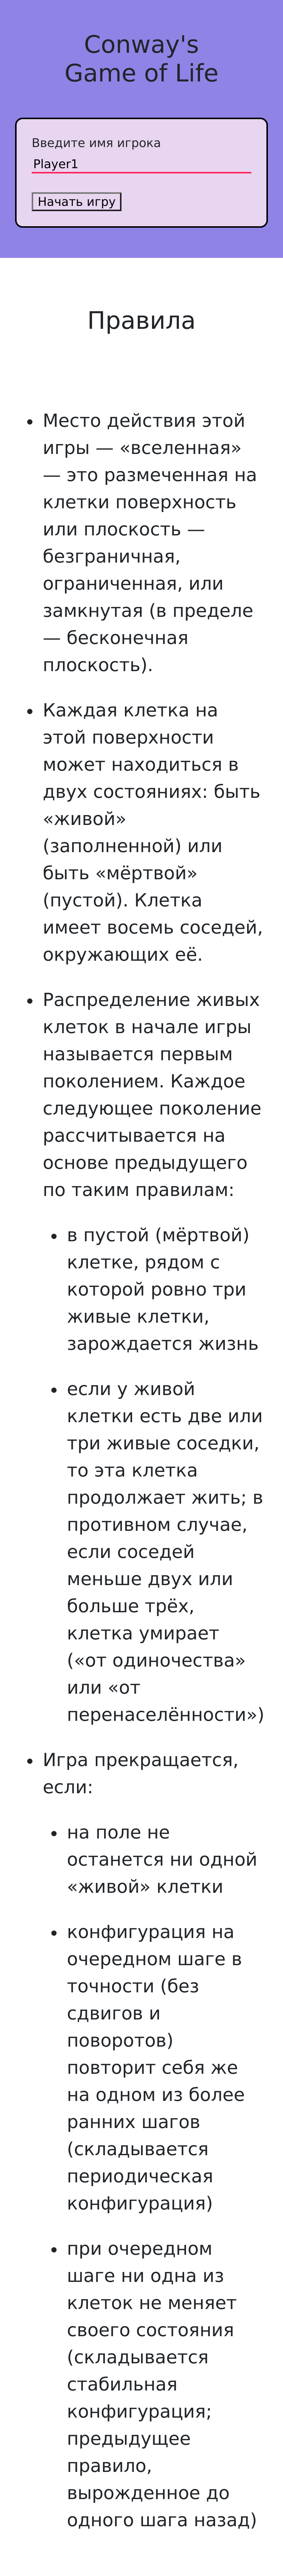 Conway's
Game of Life
Введите имя игрока
Player1
Начать игру
Правила
• Место действия этой
игры — «вселенная»
— это размеченная на
клетки поверхность
или плоскость —
безграничная,
ограниченная, или
замкнутая (в пределе
— бесконечная
плоскость).
• Каждая клетка на
этой поверхности
может находиться в
двух состояниях: быть
«живой»
(заполненной) или
быть «мёртвой»
(пустой). Клетка
имеет восемь соседей,
окружающих её.
• Распределение живых
клеток в начале игры
называется первым
поколением. Каждое
следующее поколение
рассчитывается на
основе предыдущего
по таким правилам:
• в пустой (мёртвой)
клетке, рядом с
которой ровно три
живые клетки,
зарождается жизнь
• если у живой
клетки есть две или
три живые соседки,
то эта клетка
продолжает жить; в
противном случае,
если соседей
меньше двух или
больше трёх,
клетка умирает
(«от одиночества»
или «от
перенаселённости»)
• Игра прекращается,
если:
• на поле не
останется ни одной
«живой» клетки
• конфигурация на
очередном шаге в
точности (без
сдвигов и
поворотов)
повторит себя же
на одном из более
ранних шагов
(складывается
периодическая
конфигурация)
• при очередном
шаге ни одна из
клеток не меняет
своего состояния
(складывается
стабильная
конфигурация;
предыдущее
правило,
вырожденное до
одного шага назад)